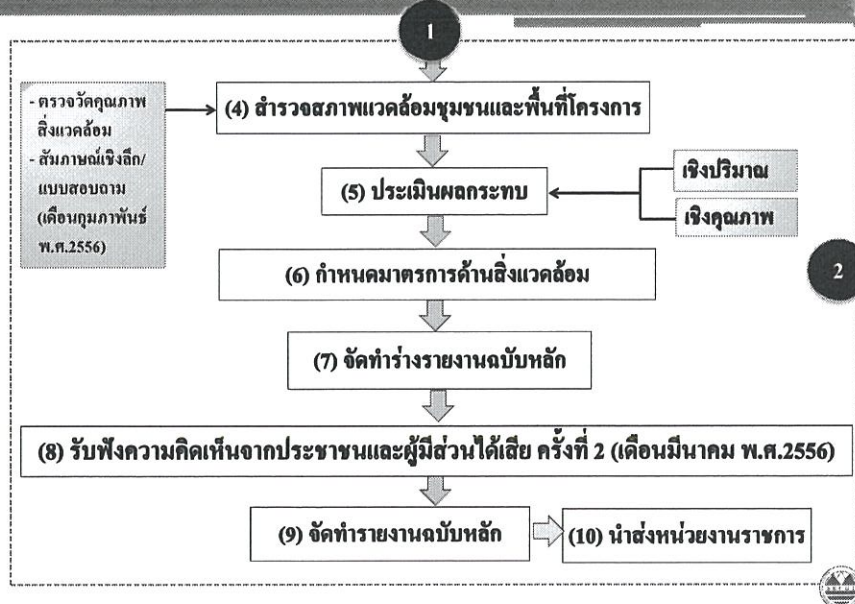 1
- ตรวจวัดคุณภาพ
สิ่งแวดล้อม
- สัมภาษณ์เชิงลึก/
แบบสอบถาม
(เดือนกุมภาพันธ์
พ.ศ.2556)
(4) สำรวจสภาพแวดล้อมชุมชนและพื้นที่โครงการ
(5) ประเมินผลกระทบ
เชิงปริมาณ
เชิงคุณภาพ
(6) กำหนดมาตรการด้านสิ่งแวดล้อม
2
(7) จัดทำร่างรายงานฉบับหลัก
(8) รับฟังความคิดเห็นจากประชาชนและผู้มีส่วนได้เสีย ครั้งที่ 2 (เดือนมีนาคม พ.ศ.2556)
(9) จัดทำรายงานฉบับหลัก
(10) นำส่งหน่วยงานราชการ